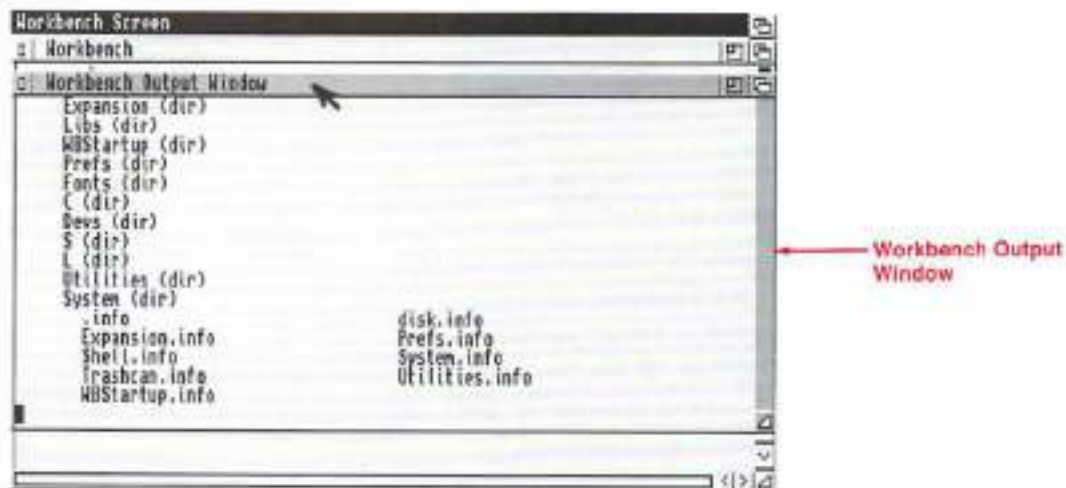 Workbench Screen
Workbench
Workbench Output Window
Expansion (dir)
Libs (dir)
WBStartup (dir)
Prefs (dir)
Fonts (dir)
C (dir)
Devs (dir)
S (dir)
L (dir)
Utilities (dir)
System (dir)
.info disk.info
Expansion.info Prefs.info
Shell.info System.info
Trashcan.info Utilities.info
WBStartup.info
Workbench Output
Window